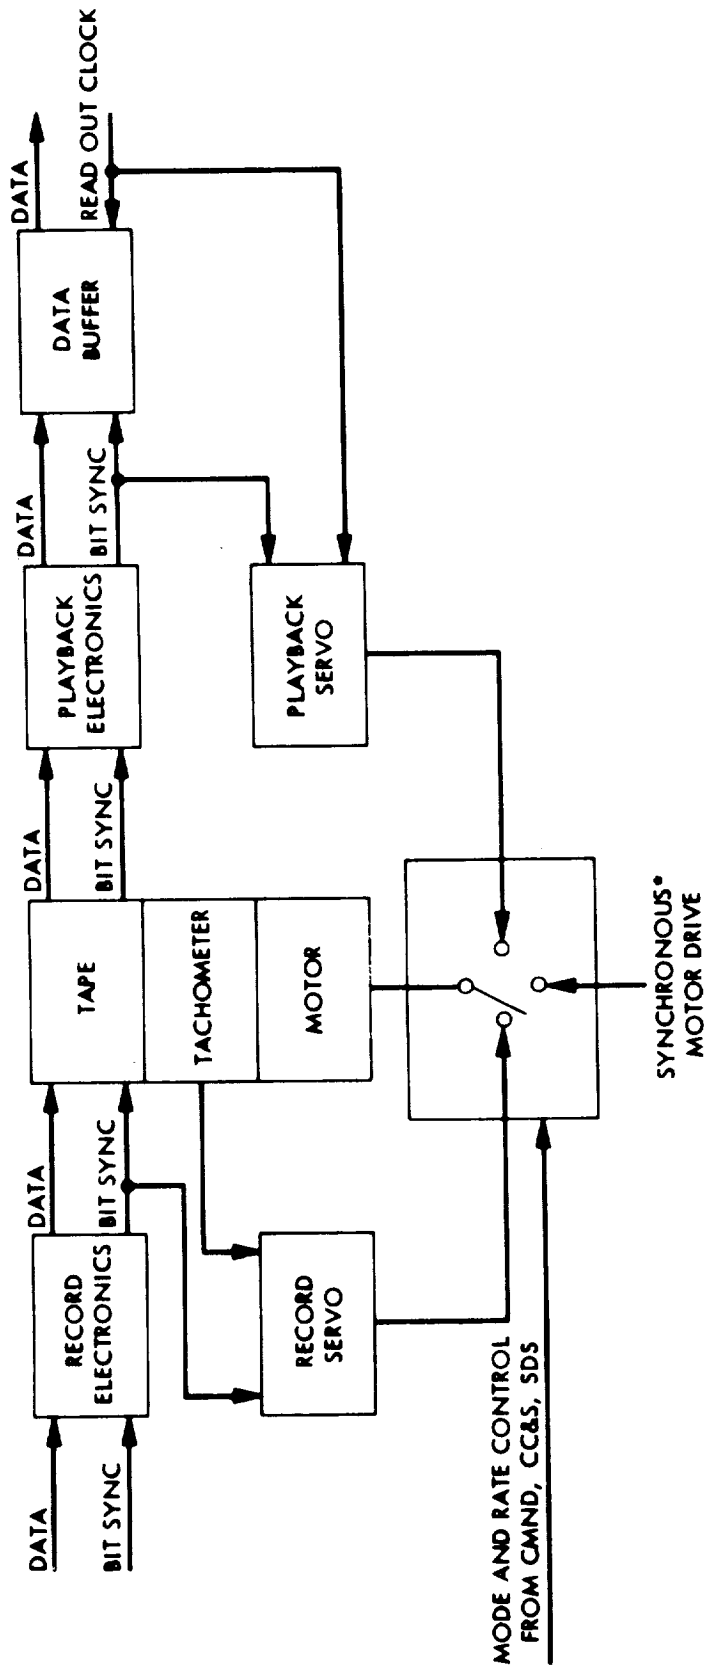 DATA
BIT SYNC
RECORD
ELECTRONICS
DATA
BIT SYNC
TAPE
DATA
BIT SYNC
PLAYBACK
ELECTRONICS
DATA
BIT SYNC
DATA
BUFFER
DATA
READ OUT CLOCK
TACHOMETER
MOTOR
RECORD
SERVO
PLAYBACK
SERVO
MODE AND RATE CONTROL
FROM CMND, CC&S, SDS
SYNCHRONOUS*
MOTOR DRIVE